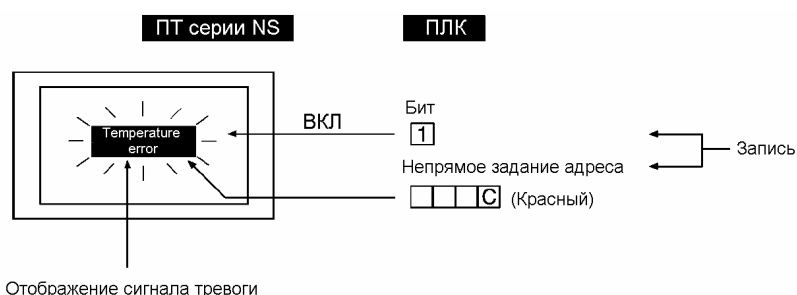 ПТ серии NS
ПЛК
Temperature
error
ВКЛ
Бит
1
Запись
Непрямое задание адреса
C (Красный)
Отображение сигнала тревоги